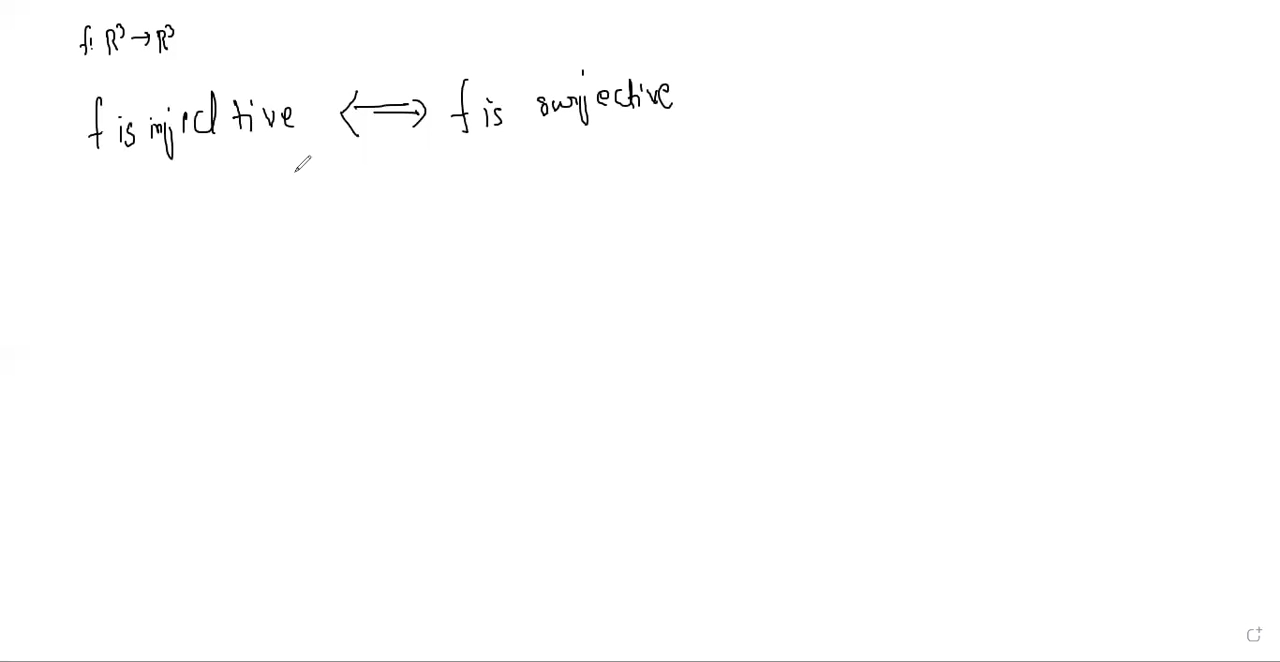 f: R³ → R³
f is injective ⟺ f is surjective